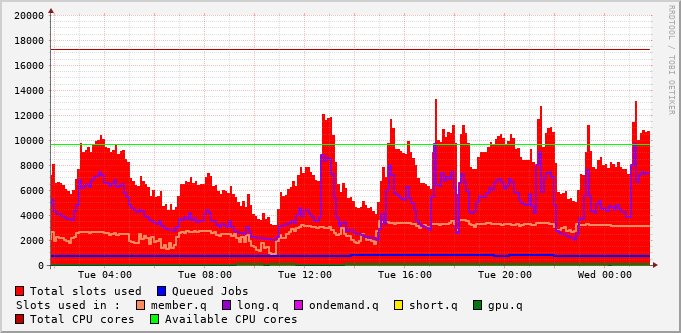 20000
18000
16000
14000
12000
10000
8000
6000
4000
2000
0
Tue 04:00 Tue 08:00 Tue 12:00 Tue 16:00 Tue 20:00 Wed 00:00
RRDTOOL / TOBI OETIKER
Total slots used Queued Jobs
Slots used in : member.q long.q ondemand.q short.q gpu.q
Total CPU cores Available CPU cores